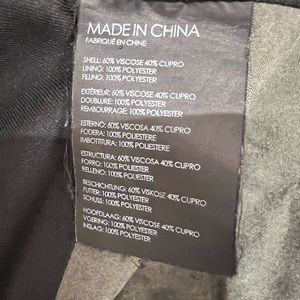 MADE IN CHINA
FABRIQUÉ EN CHINE
SHELL: 60% VISCOSE 40% CUPRO
LINING: 100% POLYESTER
FILLING: 100% POLYESTER
EXTÉRIEUR: 60% VISCOSE 40% CUPRO
DOUBLURE: 100% POLYESTER
REMBOURRAGE: 100% POLYESTER
ESTERNO: 60% VISCOSA 40% CUPRO
FODERA: 100% POLIESTERE
IMBOTTITURA: 100% POLIESTERE
ESTRUCTURA: 60% VISCOSA 40% CUPRO
FORRO: 100% POLIESTER
RELLENO: 100% POLIESTER
BESCHICHTUNG: 60% VISKOSE 40% CUPRO
FUTTER: 100% POLYESTER
SCHUSS: 100% POLYESTER
HOOFDLAAG: 60% VISCOSE 40% CUPRO
VOERING: 100% POLYESTER
INSLAG: 100% POLYESTER